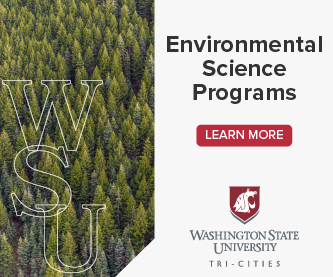 WSU
Environmental
Science
Programs
LEARN MORE
WASHINGTON STATE
UNIVERSITY
TRI-CITIES